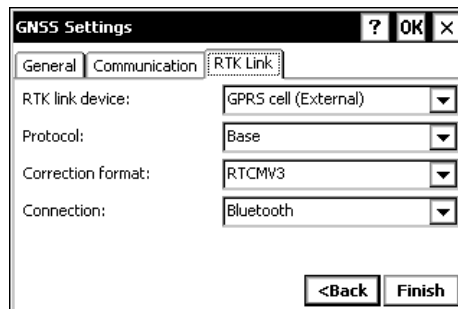 GNSS Settings ? OK ×
General Communication RTK Link
RTK link device: GPRS cell (External)
Protocol: Base
Correction format: RTCMV3
Connection: Bluetooth
<Back Finish